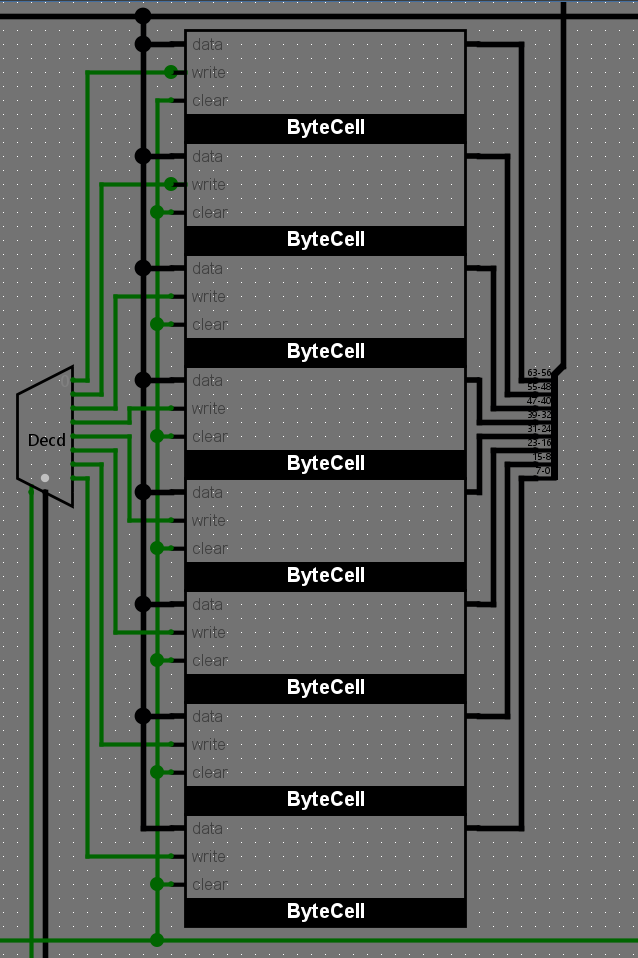 data
write
clear
ByteCell
data
write
clear
ByteCell
data
write
clear
ByteCell
data
write
clear
ByteCell
data
write
clear
ByteCell
data
write
clear
ByteCell
data
write
clear
ByteCell
data
write
clear
ByteCell
0
Decd
63-56
55-48
47-40
39-32
31-24
23-16
15-8
7-0